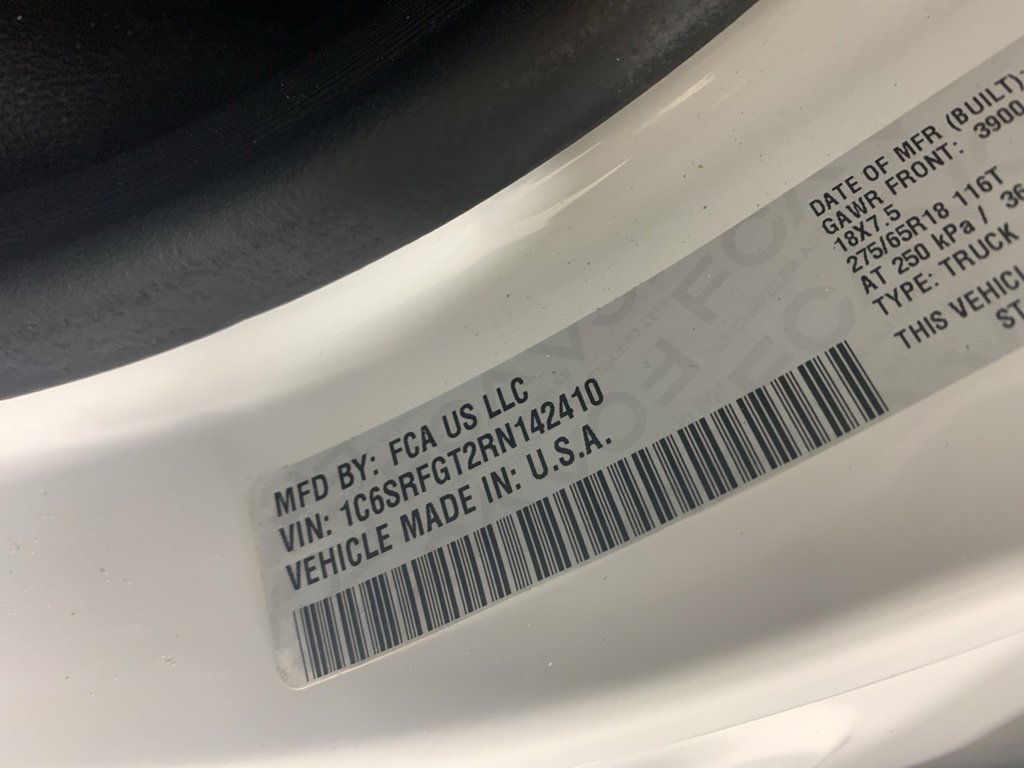 MFD BY: FCA US LLC
VIN: 1C6SRFGT2RN142410
VEHICLE MADE IN: U.S.A.
DATE OF MFR (BUILT):
GAWR FRONT: 3900
18X7.5
275/65R18 116T
AT 250 kPa / 36
TYPE: TRUCK
THIS VEHICL
ST